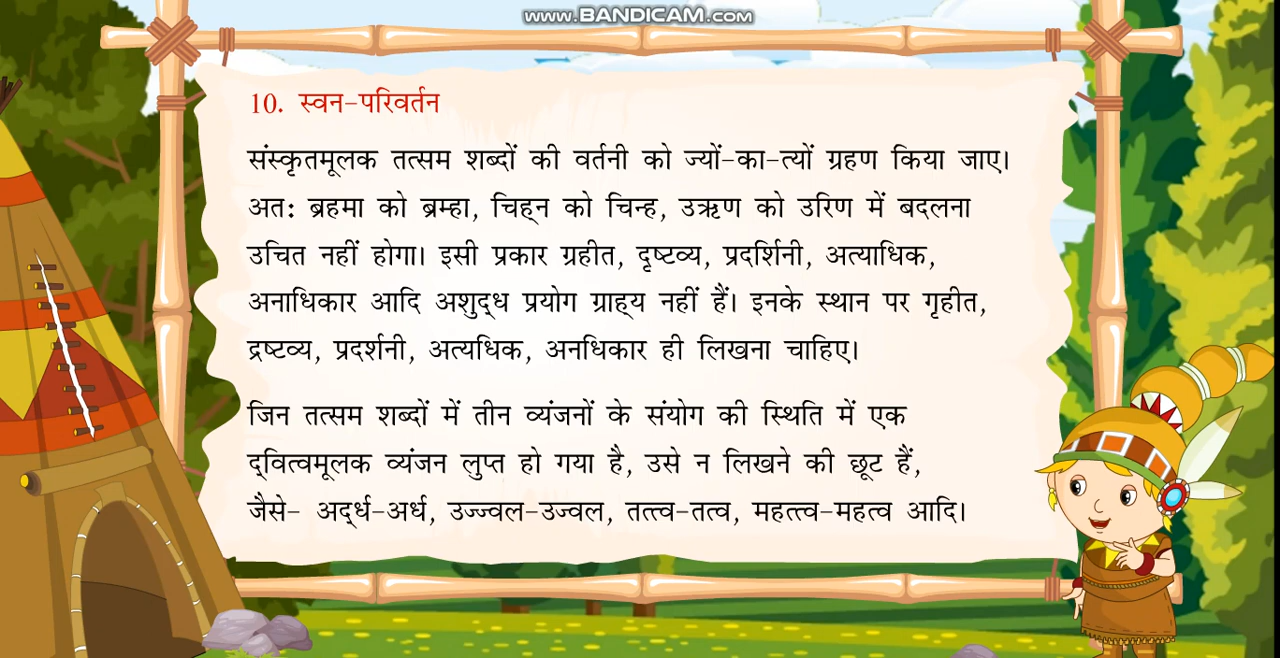 www.BANDICAM.com
10. स्वन-परिवर्तन
संस्कृतमूलक तत्सम शब्दों की वर्तनी को ज्यों-का-त्यों ग्रहण किया जाए।
अतः ब्रहमा को ब्रम्हा, चिह्‌न को चिन्ह, उऋण को उरिण में बदलना
उचित नहीं होगा। इसी प्रकार ग्रहीत, दृष्टव्य, प्रदर्शिनी, अत्याधिक,
अनाधिकार आदि अशुद्‌ध प्रयोग ग्राह्‌य नहीं हैं। इनके स्थान पर गृहीत,
द्रष्टव्य, प्रदर्शनी, अत्यधिक, अनधिकार ही लिखना चाहिए।
जिन तत्सम शब्दों में तीन व्यंजनों के संयोग की स्थिति में एक
द्‌वित्वमूलक व्यंजन लुप्त हो गया है, उसे न लिखने की छूट हैं,
जैसे- अर्द्‌ध-अर्ध, उज्ज्वल-उज्वल, तत्त्व-तत्व, महत्त्व-महत्व आदि।